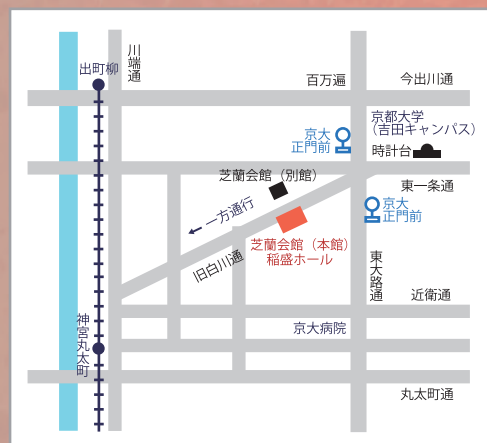 川端通
出町柳
百万遍
今出川通
京都大学
（吉田キャンパス）
京大
正門前
時計台
芝蘭会館（別館）
東一条通
京大
正門前
一方通行
芝蘭会館（本館）
稲盛ホール
旧白川通
東大路通
近衛通
神宮丸太町
京大病院
丸太町通